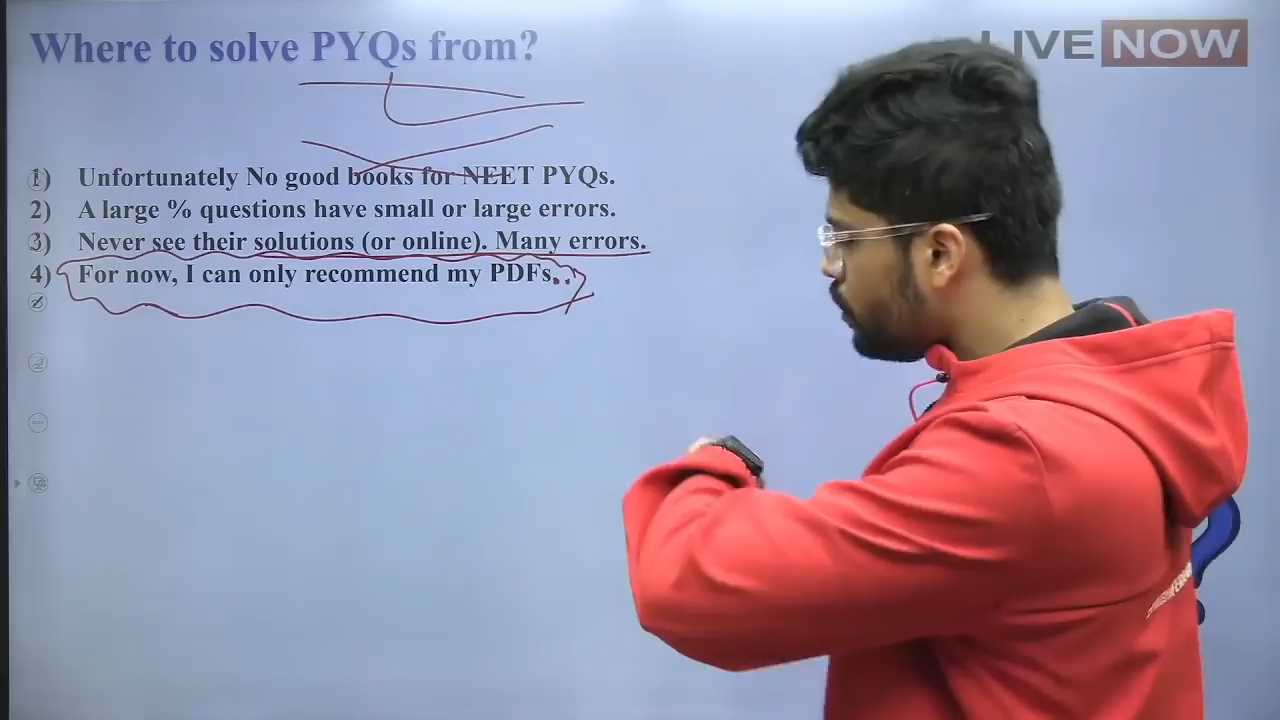 Where to solve PYQs from?
LIVE NOW
1) Unfortunately No good books for NEET PYQs.
2) A large % questions have small or large errors.
3) Never see their solutions (or online). Many errors.
4) For now, I can only recommend my PDFs..